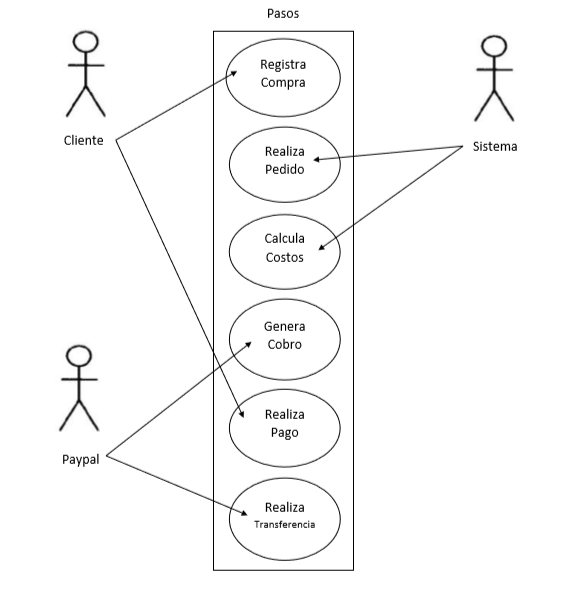 Pasos
Registra
Compra
Cliente
Sistema
Realiza
Pedido
Calcula
Costos
Genera
Cobro
Realiza
Pago
Paypal
Realiza
Transferencia